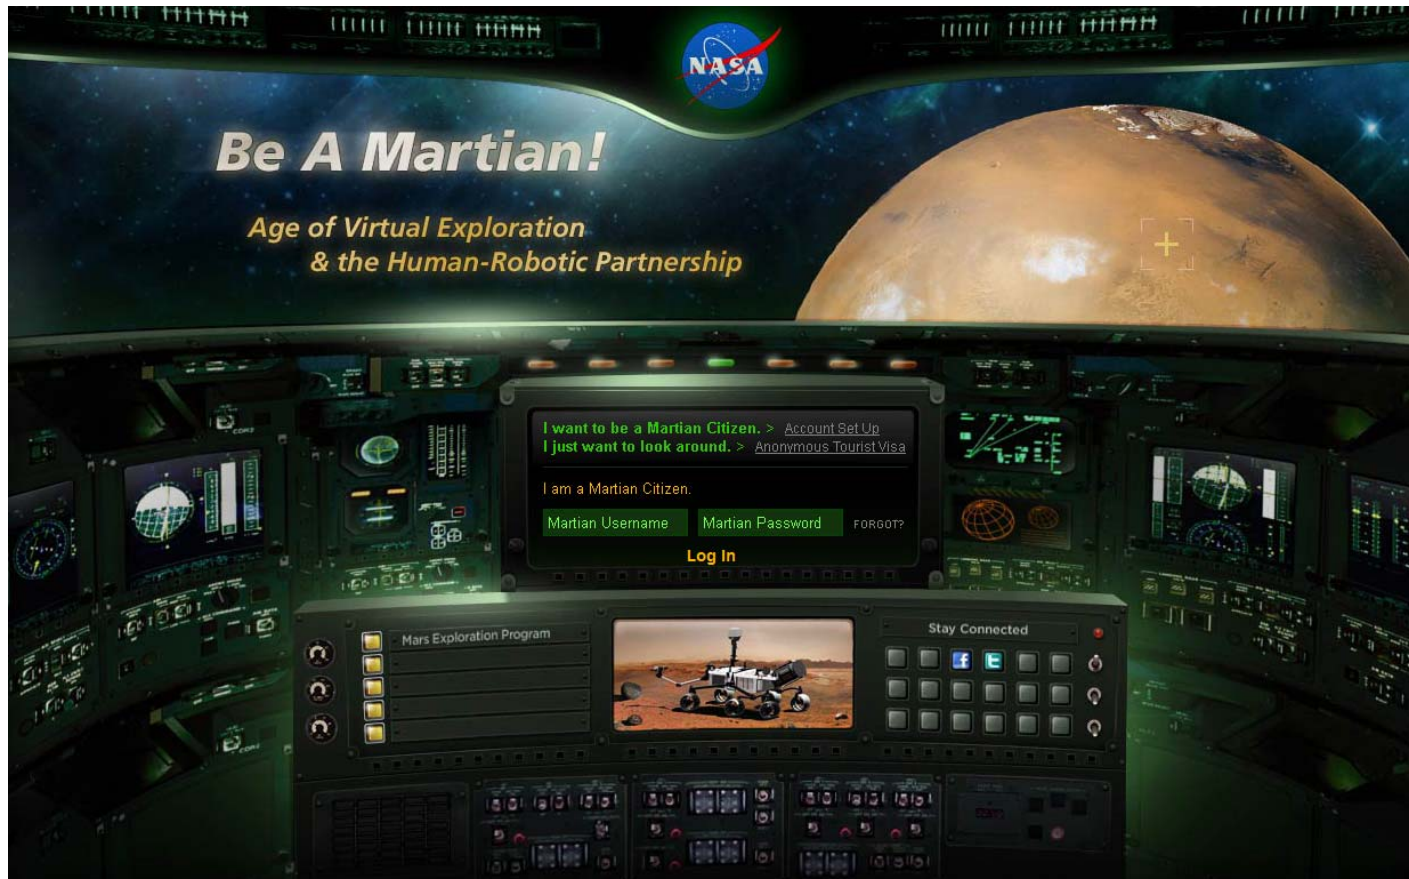 NASA
Be A Martian!
Age of Virtual Exploration
& the Human-Robotic Partnership
I want to be a Martian Citizen. > Account Set Up
I just want to look around. > Anonymous Tourist Visa
I am a Martian Citizen.
Martian Username Martian Password FORGOT?
Log In
Mars Exploration Program
Stay Connected